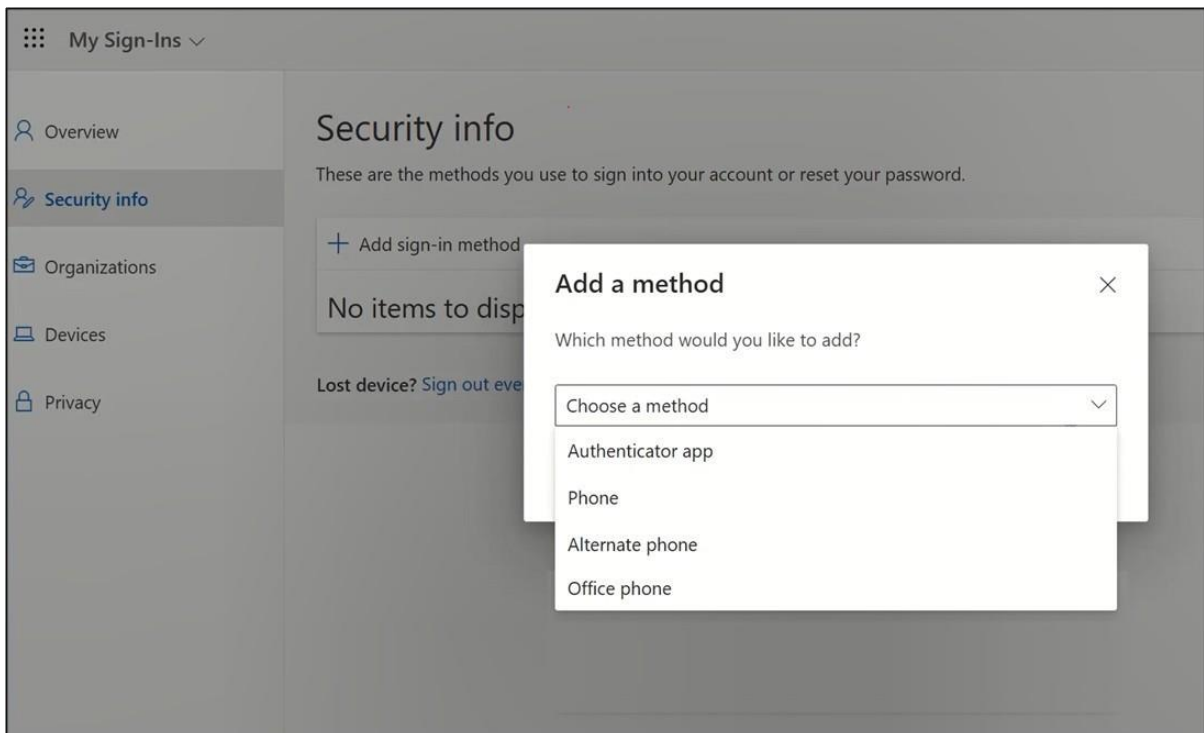 My Sign-Ins
Overview
Security info
Organizations
Devices
Privacy
Security info
These are the methods you use to sign into your account or reset your password.
Add sign-in method
No items to disp
Lost device? Sign out eve
Add a method
Which method would you like to add?
Choose a method
Authenticator app
Phone
Alternate phone
Office phone